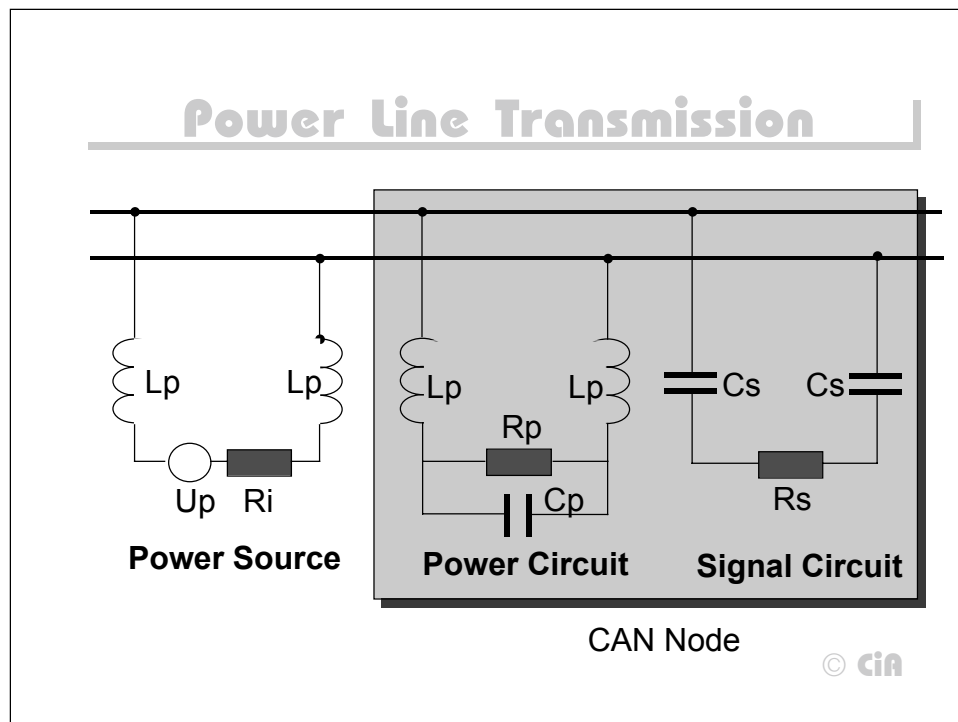 Power Line Transmission
Lp Lp Lp Lp Cs Cs
Rp
Up Ri Cp Rs
Power Source Power Circuit Signal Circuit
CAN Node
© CiA